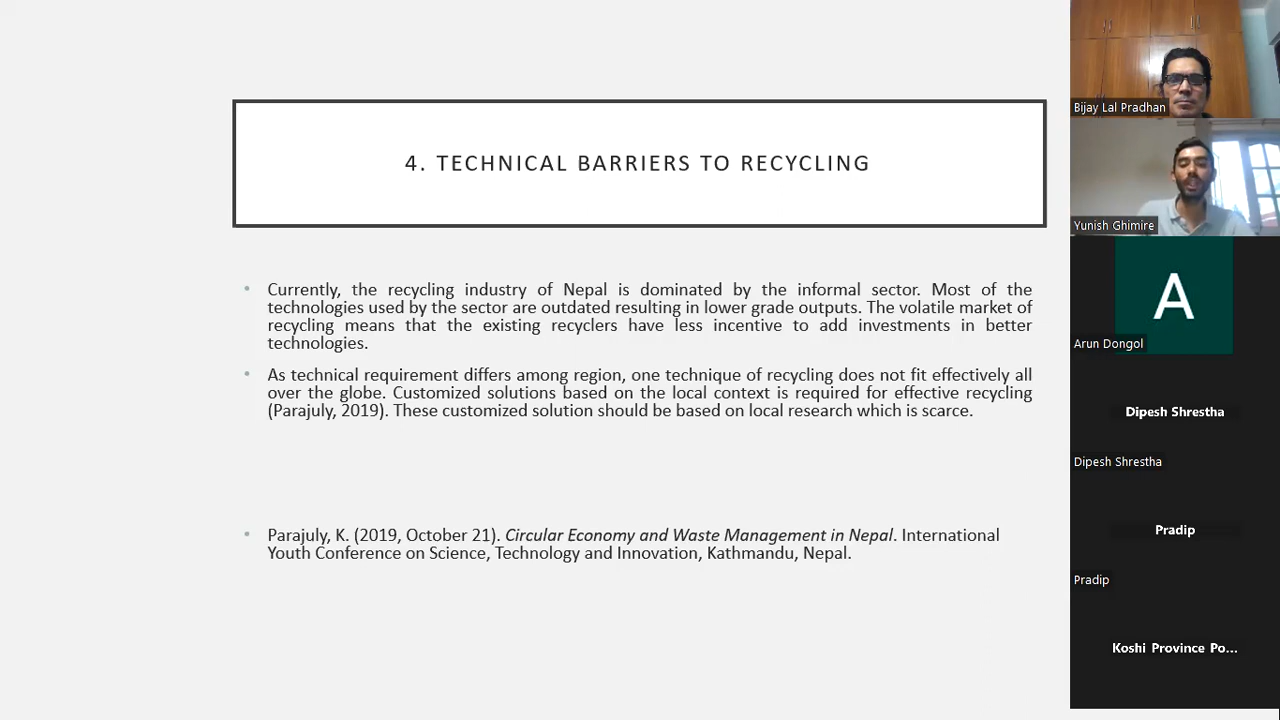 4. TECHNICAL BARRIERS TO RECYCLING
• Currently, the recycling industry of Nepal is dominated by the informal sector. Most of the
technologies used by the sector are outdated resulting in lower grade outputs. The volatile market of
recycling means that the existing recyclers have less incentive to add investments in better
technologies.
• As technical requirement differs among region, one technique of recycling does not fit effectively all
over the globe. Customized solutions based on the local context is required for effective recycling
(Parajuly, 2019). These customized solution should be based on local research which is scarce.
• Parajuly, K. (2019, October 21). Circular Economy and Waste Management in Nepal. International
Youth Conference on Science, Technology and Innovation, Kathmandu, Nepal.
Bijay Lal Pradhan
Yunish Ghimire
A
Arun Dongol
Dipesh Shrestha
Dipesh Shrestha
Pradip
Pradip
Koshi Province Po...